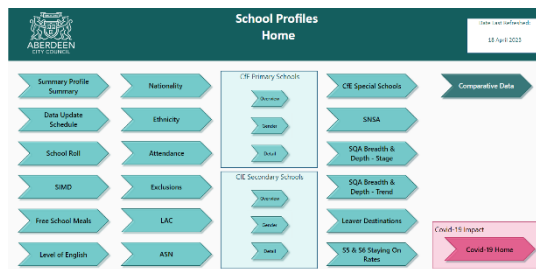 ABERDEEN
CITY COUNCIL
School Profiles
Home
Date Last Refreshed:
18 April 2023
Summary Profile
Summary
Data Update
Schedule
School Roll
SIMD
Free School Meals
Level of English
Nationality
Ethnicity
Attendance
Exclusions
LAC
ASN
CfE Primary Schools
Overview
Gender
Detail
CfE Secondary Schools
Overview
Gender
Detail
CfE Special Schools
SNSA
SQA Breadth &
Depth - Stage
SQA Breadth &
Depth - Trend
Leaver Destinations
S5 & S6 Staying On
Rates
Comparative Data
Covid-19 Impact
Covid-19 Home